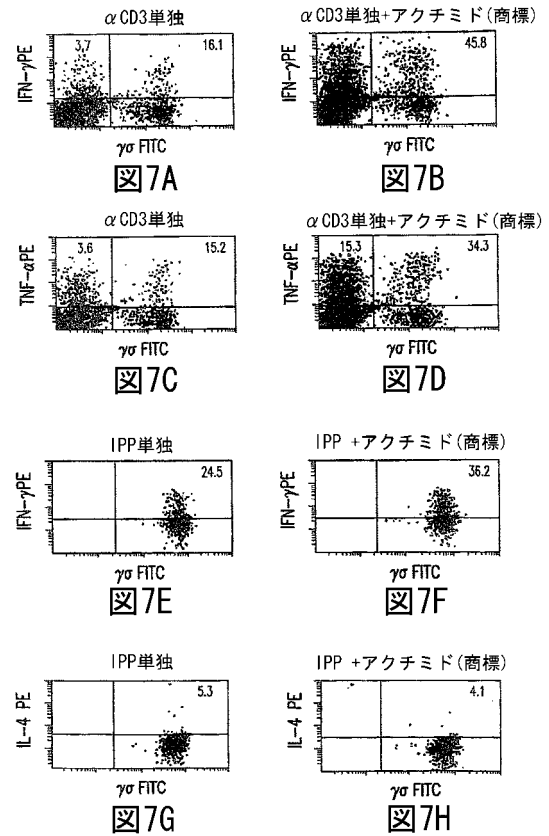 αCD3単独
3.7
16.1
IFN-γPE
γσ FITC
図7A
αCD3単独+アクチミド(商標)
45.8
IFN-γPE
γσ FITC
図7B
αCD3単独
3.6
15.2
TNF-αPE
γσ FITC
図7C
αCD3単独+アクチミド(商標)
15.3
34.3
TNF-αPE
γσ FITC
図7D
IPP単独
24.5
IFN-γPE
γσ FITC
図7E
IPP +アクチミド(商標)
36.2
IFN-γPE
γσ FITC
図7F
IPP単独
5.3
IL-4 PE
γσ FITC
図7G
IPP +アクチミド(商標)
4.1
IL-4 PE
γσ FITC
図7H